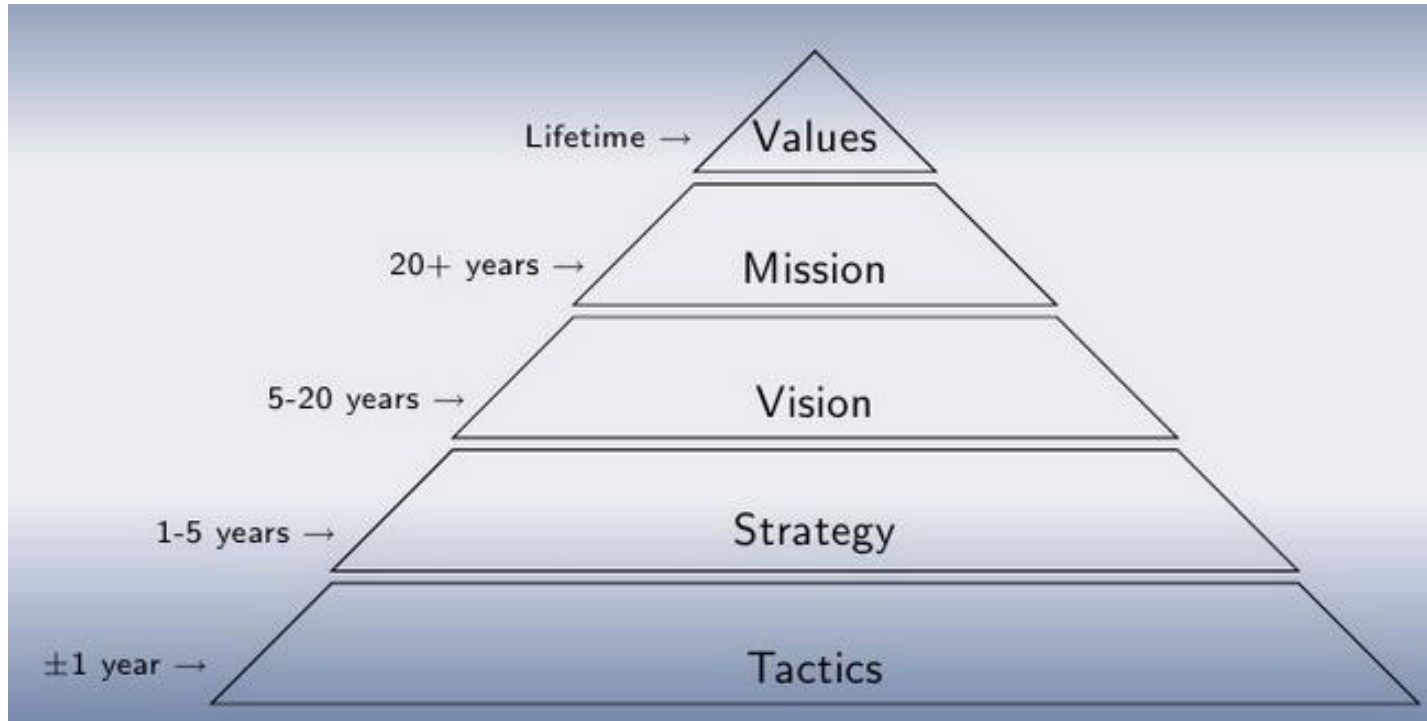 Lifetime → Values
20+ years → Mission
5-20 years → Vision
1-5 years → Strategy
±1 year → Tactics